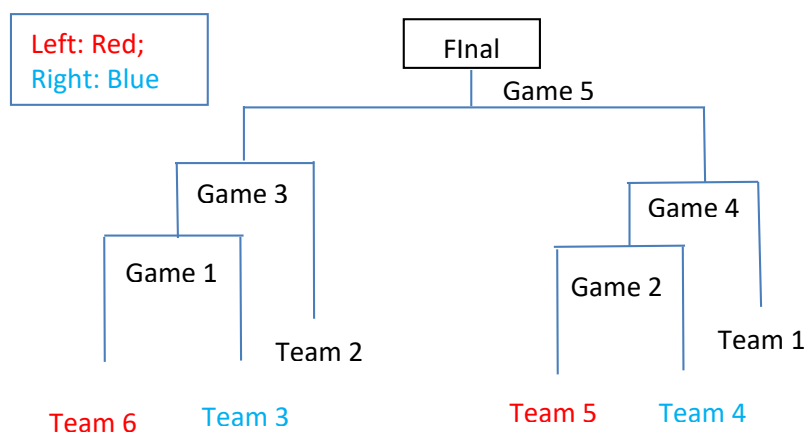 Left: Red;
Right: Blue
FInal
Game 5
Game 3
Game 4
Game 1
Game 2
Team 2
Team 1
Team 6
Team 3
Team 5
Team 4